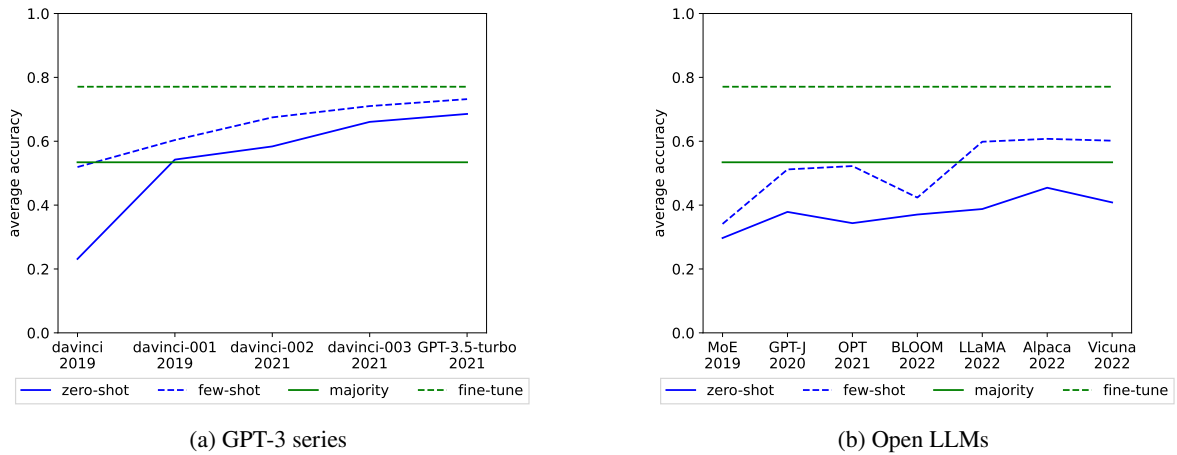 1.0
0.8
0.6
0.4
0.2
0.0
average accuracy
davinci davinci-001 davinci-002 davinci-003 GPT-3.5-turbo
2019 2019 2021 2021 2021
zero-shot few-shot majority fine-tune
(a) GPT-3 series
1.0
0.8
0.6
0.4
0.2
0.0
average accuracy
MoE GPT-J OPT BLOOM LLaMA Alpaca Vicuna
2019 2020 2021 2022 2022 2022 2022
zero-shot few-shot majority fine-tune
(b) Open LLMs